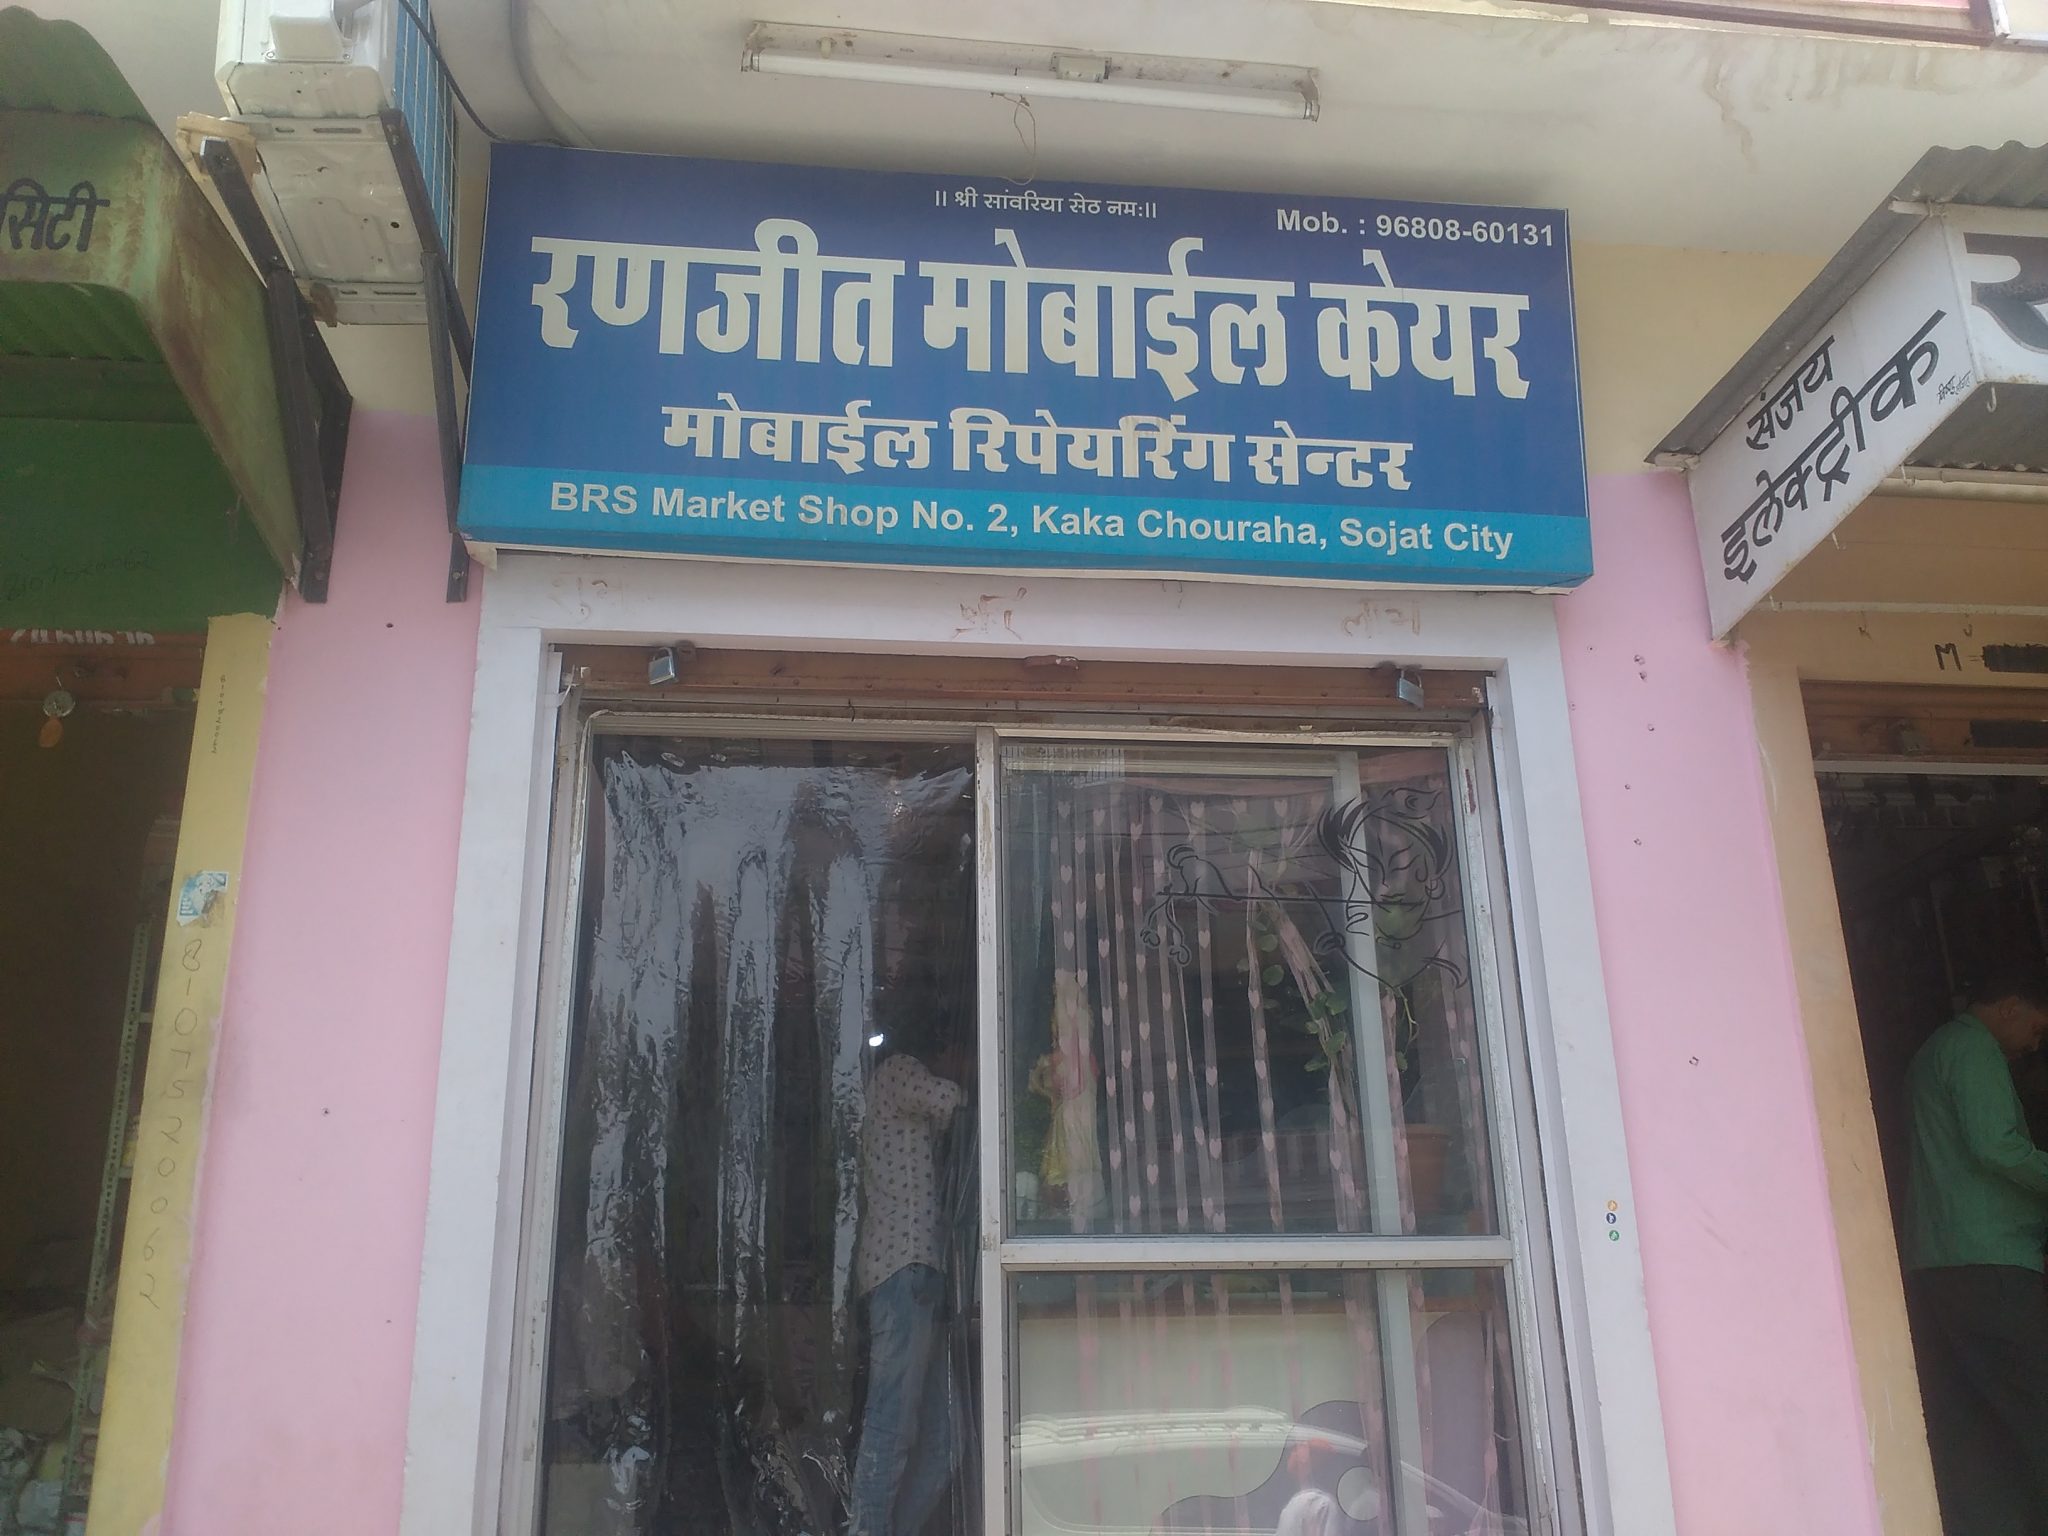 सिटी
॥ श्री सांवरिया सेठ नमः॥
Mob. : 96808-60131
रणजीत मोबाईल केयर
मोबाईल रिपेयरिंग सेन्टर
BRS Market Shop No. 2, Kaka Chouraha, Sojat City
संजय
इलेक्ट्रीक
शुभ
लाभ
M -